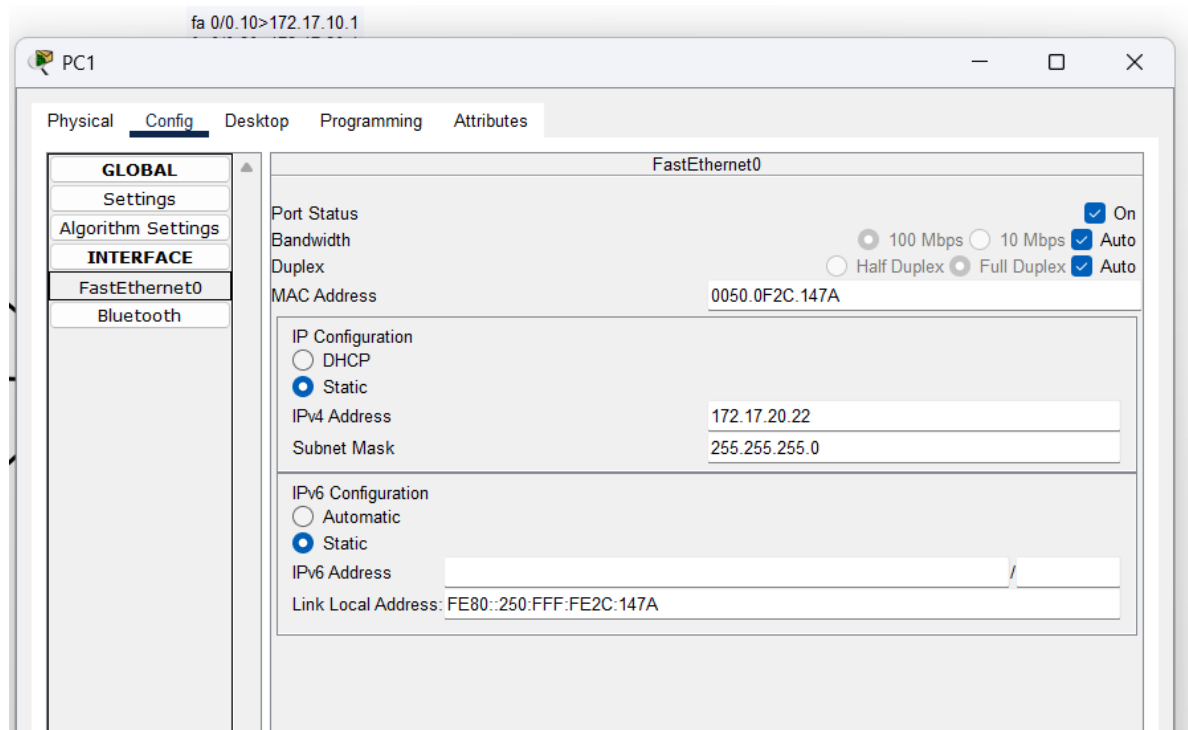 fa 0/0.10>172.17.10.1
PC1
Physical Config Desktop Programming Attributes
GLOBAL
Settings
Algorithm Settings
INTERFACE
FastEthernet0
Bluetooth
FastEthernet0
Port Status On
Bandwidth 100 Mbps 10 Mbps Auto
Duplex Half Duplex Full Duplex Auto
MAC Address 0050.0F2C.147A
IP Configuration
DHCP
Static
IPv4 Address 172.17.20.22
Subnet Mask 255.255.255.0
IPv6 Configuration
Automatic
Static
IPv6 Address /
Link Local Address: FE80::250:FFF:FE2C:147A